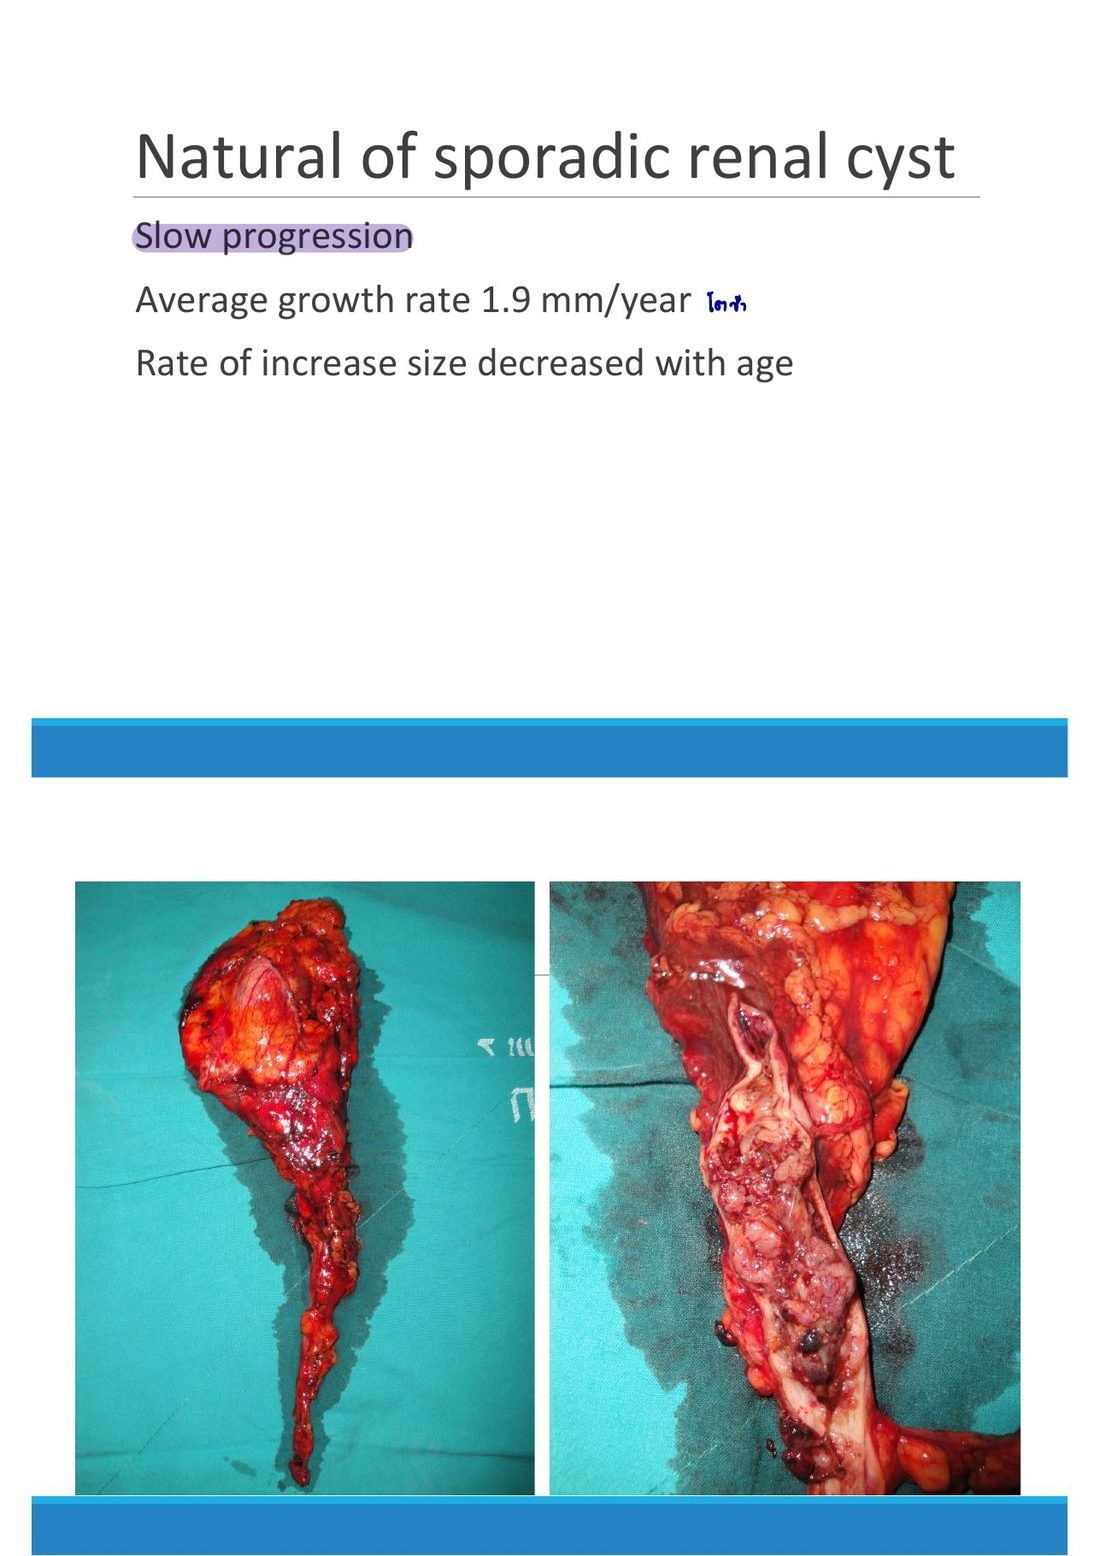 Natural of sporadic renal cyst
Slow progression
Average growth rate 1.9 mm/year โตช้า
Rate of increase size decreased with age